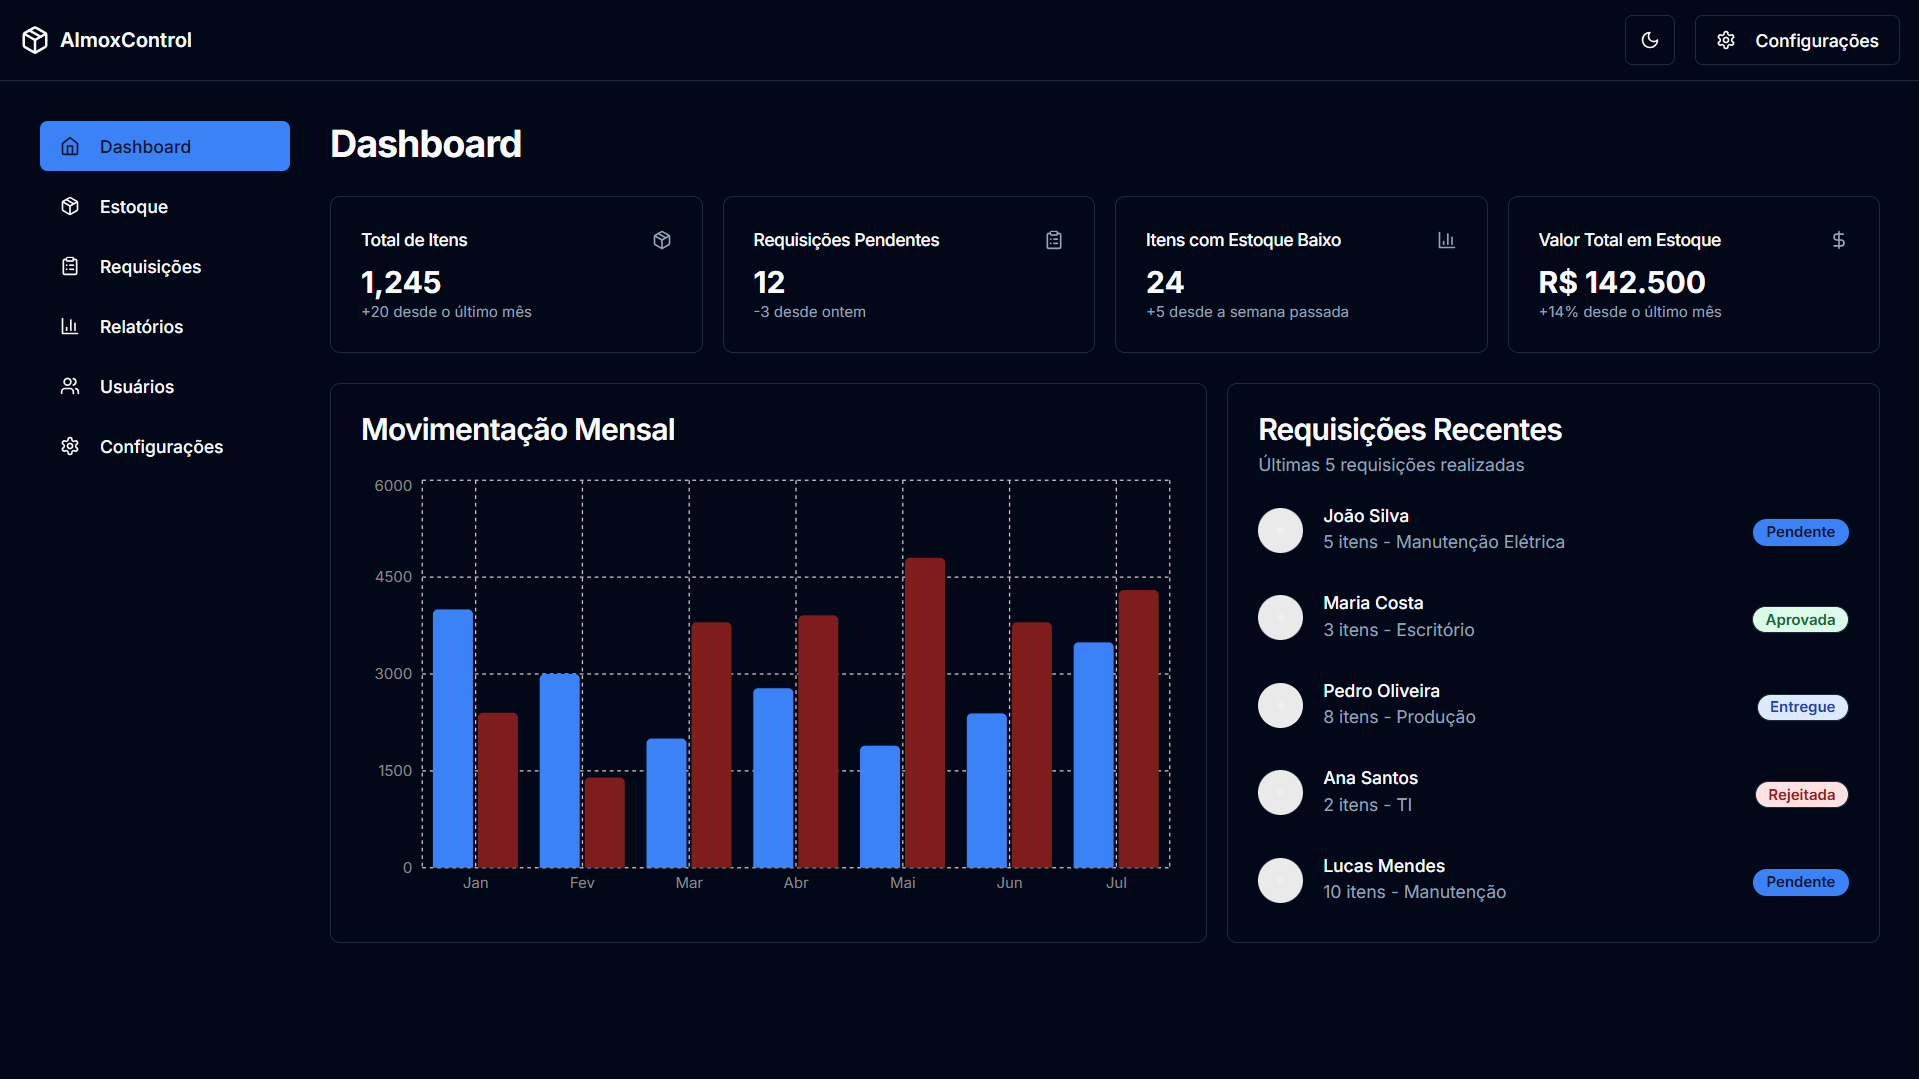 AlmoxControl
Configurações
Dashboard
Estoque
Requisições
Relatórios
Usuários
Configurações
Dashboard
Total de Itens
1,245
+20 desde o último mês
Requisições Pendentes
12
-3 desde ontem
Itens com Estoque Baixo
24
+5 desde a semana passada
Valor Total em Estoque
R$ 142.500
+14% desde o último mês
Movimentação Mensal
6000
4500
3000
1500
0
Jan Fev Mar Abr Mai Jun Jul
Requisições Recentes
Últimas 5 requisições realizadas
João Silva
5 itens - Manutenção Elétrica
Pendente
Maria Costa
3 itens - Escritório
Aprovada
Pedro Oliveira
8 itens - Produção
Entregue
Ana Santos
2 itens - TI
Rejeitada
Lucas Mendes
10 itens - Manutenção
Pendente